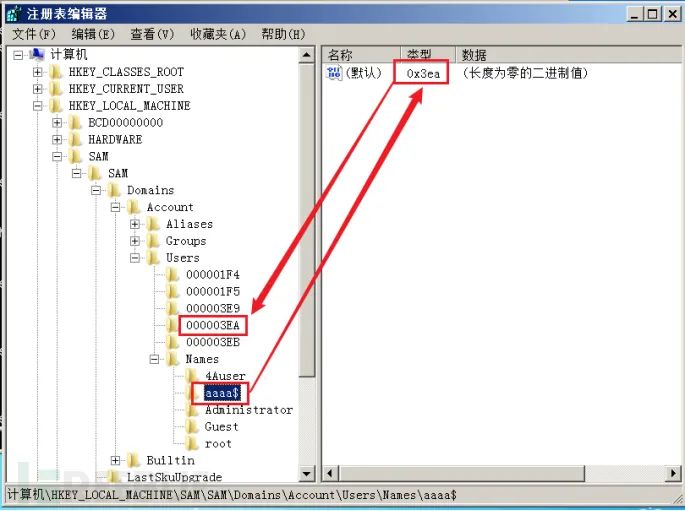 注册表编辑器
文件(F) 编辑(E) 查看(V) 收藏夹(A) 帮助(H)
计算机
HKEY_CLASSES_ROOT
HKEY_CURRENT_USER
HKEY_LOCAL_MACHINE
BCD00000000
HARDWARE
SAM
SAM
Domains
Account
Aliases
Groups
Users
000001F4
000001F5
000003E9
000003EA
000003EB
Names
4Auser
aaaa$
Administrator
Guest
root
Builtin
LastSkuUpgrade
名称 类型 数据
(默认) 0x3ea (长度为零的二进制值)
计算机\HKEY_LOCAL_MACHINE\SAM\SAM\Domains\Account\Users\Names\aaaa$